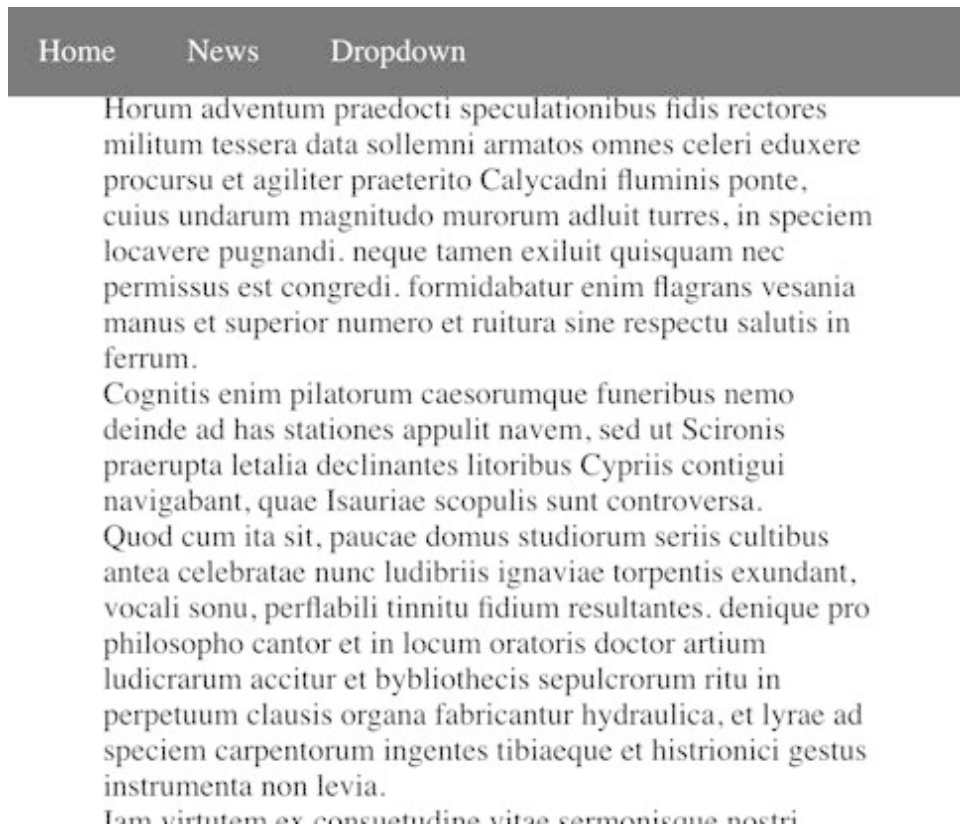 Home News Dropdown
Horum adventum praedocti speculationibus fidis rectores
militum tessera data sollemni armatos omnes celeri eduxere
procursu et agiliter praeterito Calycadni fluminis ponte,
cuius undarum magnitudo murorum adluit turres, in speciem
locavere pugnandi. neque tamen exiluit quisquam nec
permissus est congredi. formidabatur enim flagrans vesania
manus et superior numero et ruitura sine respectu salutis in
ferrum.
Cognitis enim pilatorum caesorumque funeribus nemo
deinde ad has stationes appulit navem, sed ut Scironis
praerupta letalia declinantes litoribus Cypriis contigui
navigabant, quae Isauriae scopulis sunt controversa.
Quod cum ita sit, paucae domus studiorum seriis cultibus
antea celebratae nunc ludibriis ignaviae torpentis exundant,
vocali sonu, perflabili tinnitu fidium resultantes. denique pro
philosopho cantor et in locum oratoris doctor artium
ludicrarum accitur et bybliothecis sepulcrorum ritu in
perpetuum clausis organa fabricantur hydraulica, et lyrae ad
speciem carpentorum ingentes tibiaeque et histrionici gestus
instrumenta non levia.
Iam virtutem ex consuetudine vitae sermonisque nostri